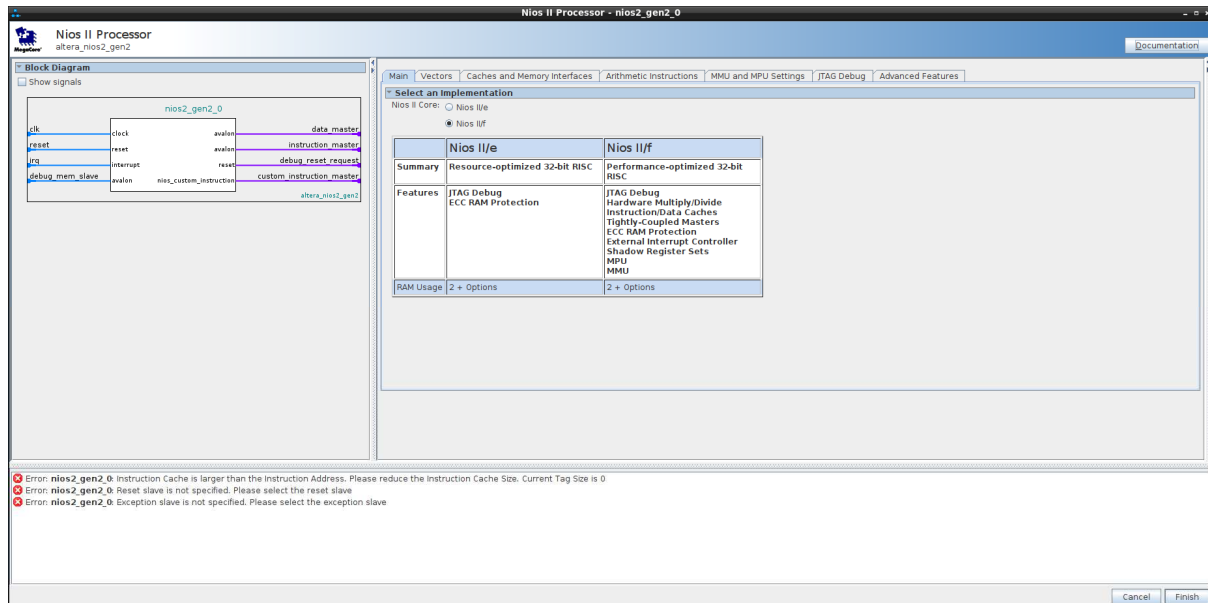 Nios II Processor - nios2_gen2_0
MegaCore'
Nios II Processor
altera_nios2_gen2
Documentation
Block Diagram
Show signals
nios2_gen2_0
clk
clock
avalon
data_master
reset
reset
avalon
instruction_master
irq
interrupt
reset
debug_reset_request
debug_mem_slave
avalon
nios_custom_instruction
custom_instruction_master
altera_nios2_gen2
Main Vectors Caches and Memory Interfaces Arithmetic Instructions MMU and MPU Settings JTAG Debug Advanced Features
Select an Implementation
Nios II Core: Nios II/e
Nios II/f
Nios II/e Nios II/f
Summary Resource-optimized 32-bit RISC Performance-optimized 32-bit
RISC
Features JTAG Debug JTAG Debug
ECC RAM Protection Hardware Multiply/Divide
Instruction/Data Caches
Tightly-Coupled Masters
ECC RAM Protection
External Interrupt Controller
Shadow Register Sets
MPU
MMU
RAM Usage 2 + Options 2 + Options
Error: nios2_gen2_0: Instruction Cache is larger than the Instruction Address. Please reduce the Instruction Cache Size. Current Tag Size is 0
Error: nios2_gen2_0: Reset slave is not specified. Please select the reset slave
Error: nios2_gen2_0: Exception slave is not specified. Please select the exception slave
Cancel Finish